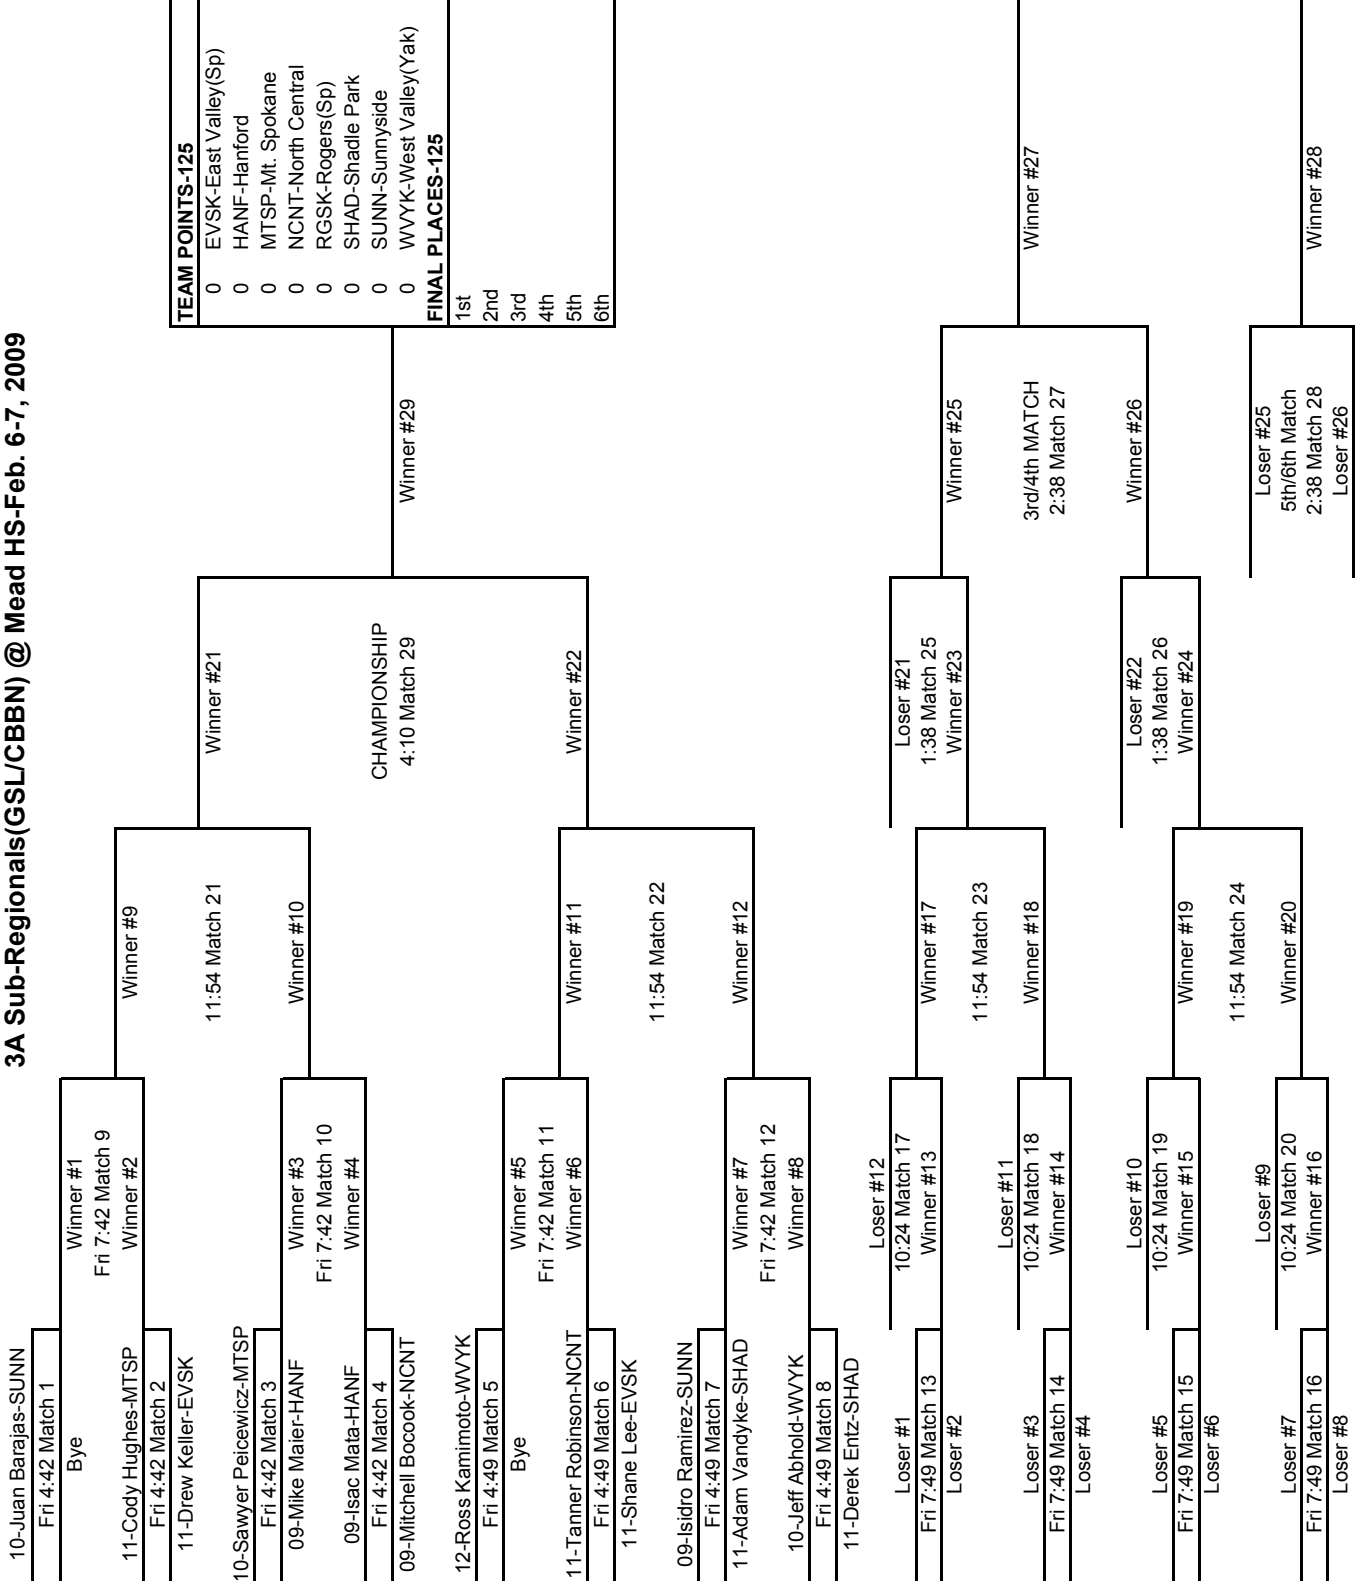 3A Sub-Regionals(GSL/CBBN) @ Mead HS-Feb. 6-7, 2009
10-Juan Barajas-SUNN
Fri 4:42 Match 1
Bye
11-Cody Hughes-MTSP
Fri 4:42 Match 2
11-Drew Keller-EVSK
10-Sawyer Peicewicz-MTSP
Fri 4:42 Match 3
09-Mike Maier-HANF
09-Isac Mata-HANF
Fri 4:42 Match 4
09-Mitchell Bocook-NCNT
12-Ross Kamimoto-WVYK
Fri 4:49 Match 5
Bye
11-Tanner Robinson-NCNT
Fri 4:49 Match 6
11-Shane Lee-EVSK
09-Isidro Ramirez-SUNN
Fri 4:49 Match 7
11-Adam Vandyke-SHAD
10-Jeff Abhold-WVYK
Fri 4:49 Match 8
11-Derek Entz-SHAD
Loser #1
Fri 7:49 Match 13
Loser #2
Loser #3
Fri 7:49 Match 14
Loser #4
Loser #5
Fri 7:49 Match 15
Loser #6
Loser #7
Fri 7:49 Match 16
Loser #8
Winner #1
Fri 7:42 Match 9
Winner #2
Winner #3
Fri 7:42 Match 10
Winner #4
Winner #5
Fri 7:42 Match 11
Winner #6
Winner #7
Fri 7:42 Match 12
Winner #8
Loser #12
10:24 Match 17
Winner #13
Loser #11
10:24 Match 18
Winner #14
Loser #10
10:24 Match 19
Winner #15
Loser #9
10:24 Match 20
Winner #16
Winner #9
11:54 Match 21
Winner #10
Winner #11
11:54 Match 22
Winner #12
Winner #17
11:54 Match 23
Winner #18
Winner #19
11:54 Match 24
Winner #20
Winner #21
CHAMPIONSHIP
4:10 Match 29
Winner #22
Loser #21
1:38 Match 25
Winner #23
Loser #22
1:38 Match 26
Winner #24
Winner #29
Winner #25
3rd/4th MATCH
2:38 Match 27
Winner #26
Loser #25
5th/6th Match
2:38 Match 28
Loser #26
TEAM POINTS-125
0 EVSK-East Valley(Sp)
0 HANF-Hanford
0 MTSP-Mt. Spokane
0 NCNT-North Central
0 RGSK-Rogers(Sp)
0 SHAD-Shadle Park
0 SUNN-Sunnyside
0 WVYK-West Valley(Yak)
FINAL PLACES-125
1st
2nd
3rd
4th
5th
6th
Winner #27
Winner #28